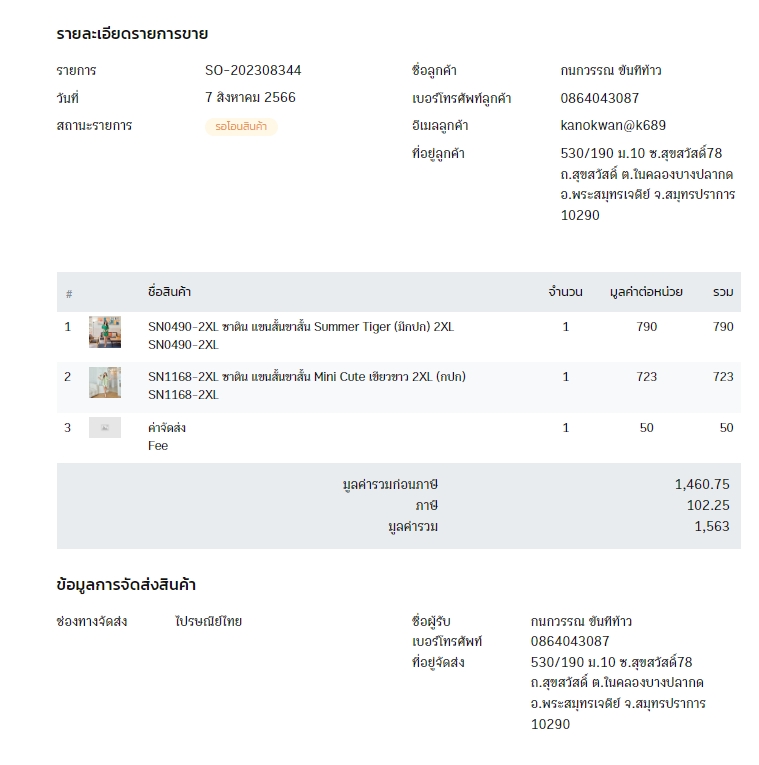 รายละเอียดรายการขาย
รายการ SO-202308344
วันที่ 7 สิงหาคม 2566
สถานะรายการ รอโอนสินค้า
ชื่อลูกค้า กนกวรรณ ขันทีท้าว
เบอร์โทรศัพท์ลูกค้า 0864043087
อีเมลลูกค้า kanokwan@k689
ที่อยู่ลูกค้า 530/190 ม.10 ซ.สุขสวัสดิ์78
ถ.สุขสวัสดิ์ ต.ในคลองบางปลากด
อ.พระสมุทรเจดีย์ จ.สมุทรปราการ
10290
# ชื่อสินค้า จำนวน มูลค่าต่อหน่วย รวม
1 SN0490-2XL ซาติน แขนสั้นขาสั้น Summer Tiger (มีกปก) 2XL 1 790 790
SN0490-2XL
2 SN1168-2XL ซาติน แขนสั้นขาสั้น Mini Cute เขียวขาว 2XL (กปก) 1 723 723
SN1168-2XL
3 ค่าจัดส่ง 1 50 50
Fee
มูลค่ารวมก่อนภาษี 1,460.75
ภาษี 102.25
มูลค่ารวม 1,563
ข้อมูลการจัดส่งสินค้า
ช่องทางจัดส่ง ไปรษณีย์ไทย
ชื่อผู้รับ กนกวรรณ ขันทีท้าว
เบอร์โทรศัพท์ 0864043087
ที่อยู่จัดส่ง 530/190 ม.10 ซ.สุขสวัสดิ์78
ถ.สุขสวัสดิ์ ต.ในคลองบางปลากด
อ.พระสมุทรเจดีย์ จ.สมุทรปราการ
10290